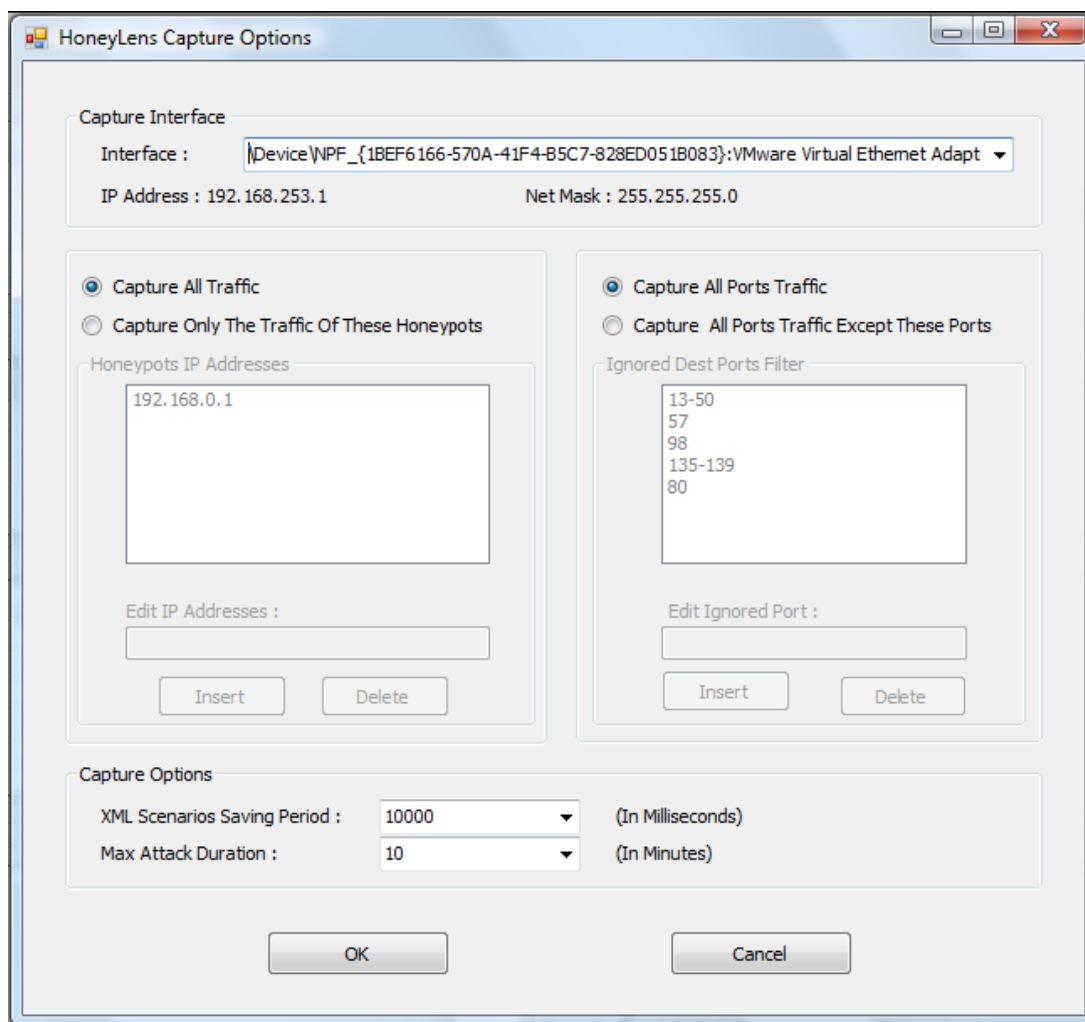 HoneyLens Capture Options
Capture Interface
Interface : \Device\NPF_{1BEF6166-570A-41F4-B5C7-828ED051B083}:VMware Virtual Ethernet Adapt
IP Address : 192.168.253.1 Net Mask : 255.255.255.0
Capture All Traffic
Capture Only The Traffic Of These Honeypots
Honeypots IP Addresses
192.168.0.1
Edit IP Addresses :
Insert Delete
Capture All Ports Traffic
Capture All Ports Traffic Except These Ports
Ignored Dest Ports Filter
13-50
57
98
135-139
80
Edit Ignored Port :
Insert Delete
Capture Options
XML Scenarios Saving Period : 10000 (In Milliseconds)
Max Attack Duration : 10 (In Minutes)
OK Cancel